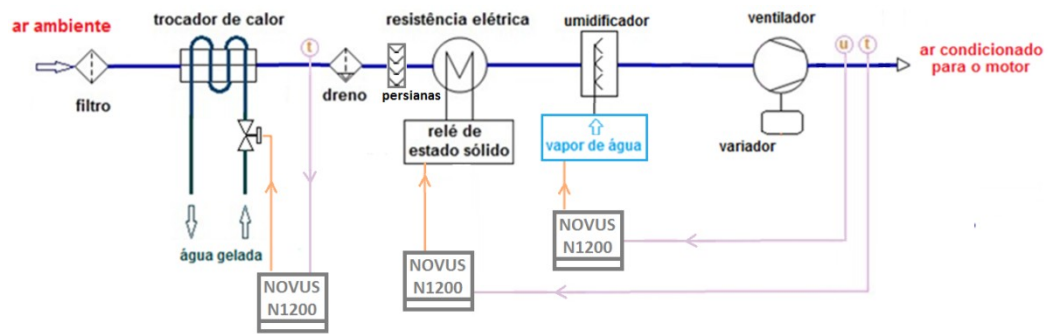 ar ambiente
filtro
trocador de calor
água gelada
t
dreno
persianas
resistência elétrica
relé de
estado sólido
umidificador
vapor de água
ventilador
variador
u
t
ar condicionado
para o motor
NOVUS
N1200
NOVUS
N1200
NOVUS
N1200